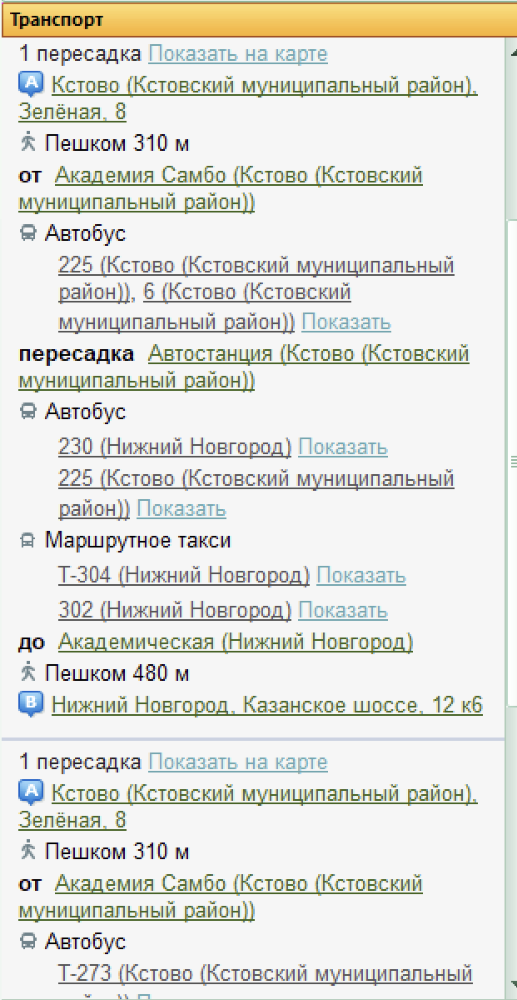 Транспорт
1 пересадка Показать на карте
A Кстово (Кстовский муниципальный район),
Зелёная, 8
Пешком 310 м
от Академия Самбо (Кстово (Кстовский
муниципальный район))
Автобус
225 (Кстово (Кстовский муниципальный
район)), 6 (Кстово (Кстовский
муниципальный район)) Показать
пересадка Автостанция (Кстово (Кстовский
муниципальный район))
Автобус
230 (Нижний Новгород) Показать
225 (Кстово (Кстовский муниципальный
район)) Показать
Маршрутное такси
Т-304 (Нижний Новгород) Показать
302 (Нижний Новгород) Показать
до Академическая (Нижний Новгород)
Пешком 480 м
B Нижний Новгород, Казанское шоссе, 12 к6
1 пересадка Показать на карте
A Кстово (Кстовский муниципальный район),
Зелёная, 8
Пешком 310 м
от Академия Самбо (Кстово (Кстовский
муниципальный район))
Автобус
Т-273 (Кстово (Кстовский муниципальный